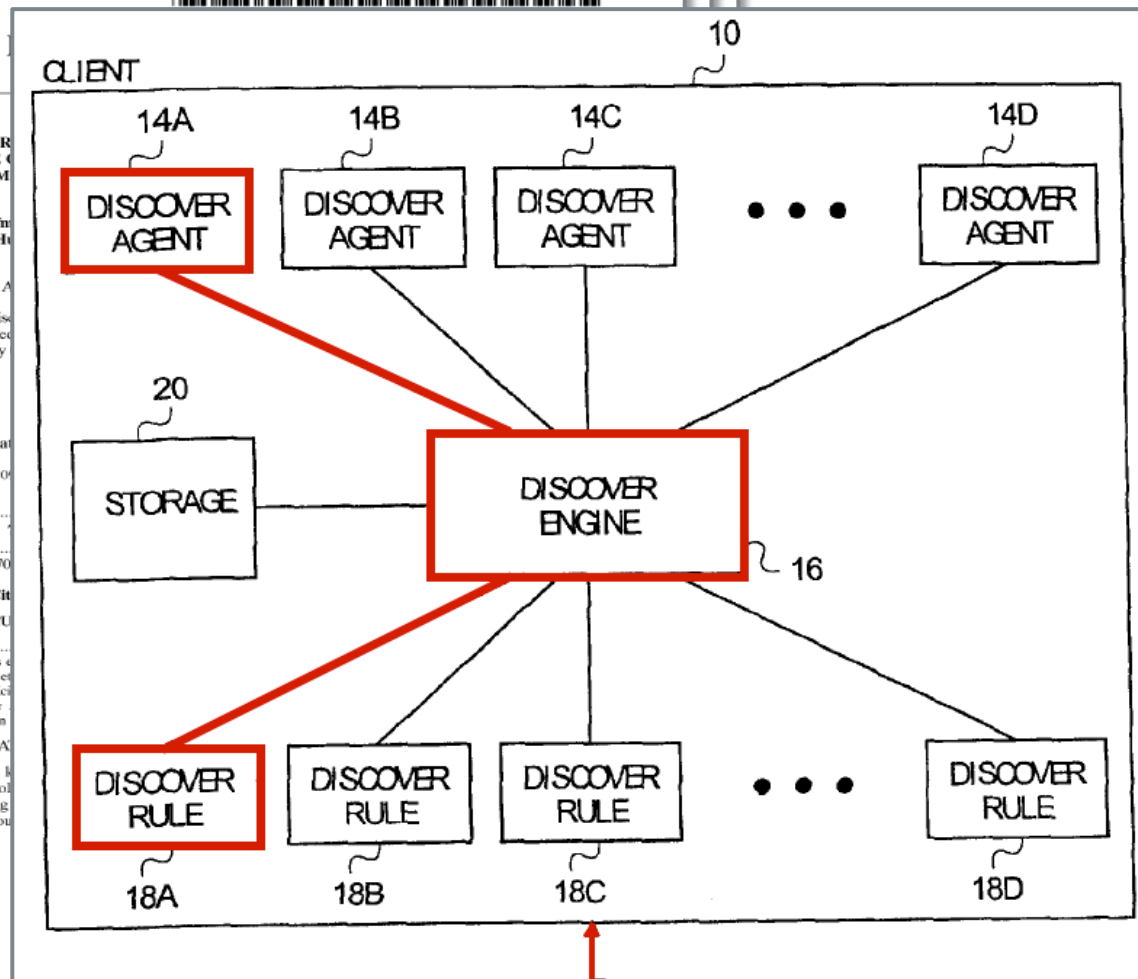 10
CLIENT
14A
14B
14C
14D
DISCOVER
AGENT
DISCOVER
AGENT
DISCOVER
AGENT
DISCOVER
AGENT
20
STORAGE
DISCOVER
ENGINE
16
DISCOVER
RULE
DISCOVER
RULE
DISCOVER
RULE
DISCOVER
RULE
18A
18B
18C
18D